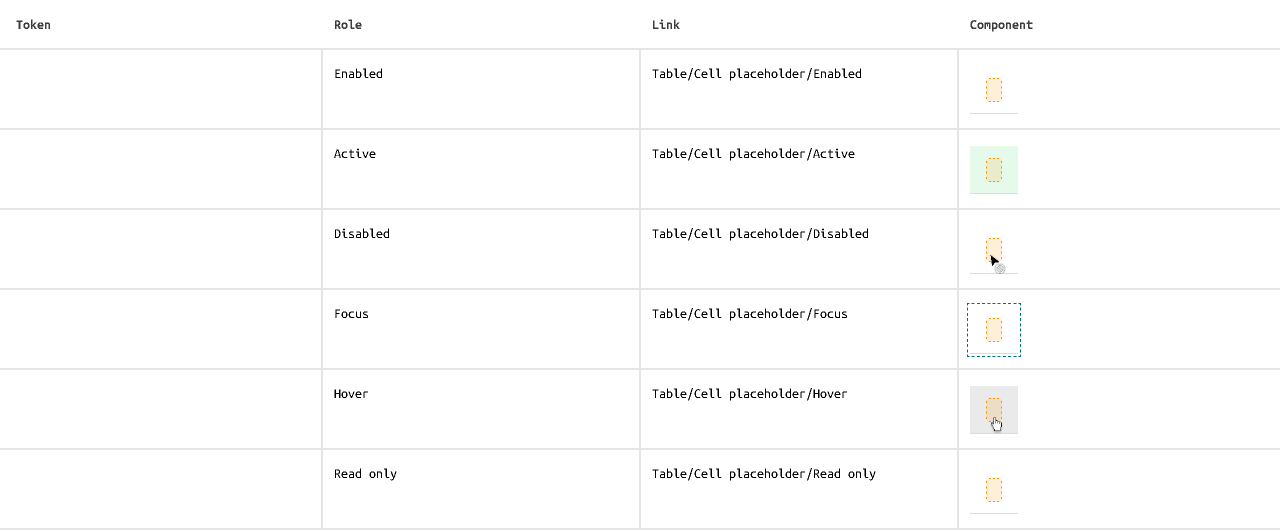 Token Role Link Component
Enabled Table/Cell placeholder/Enabled
Active Table/Cell placeholder/Active
Disabled Table/Cell placeholder/Disabled
Focus Table/Cell placeholder/Focus
Hover Table/Cell placeholder/Hover
Read only Table/Cell placeholder/Read only